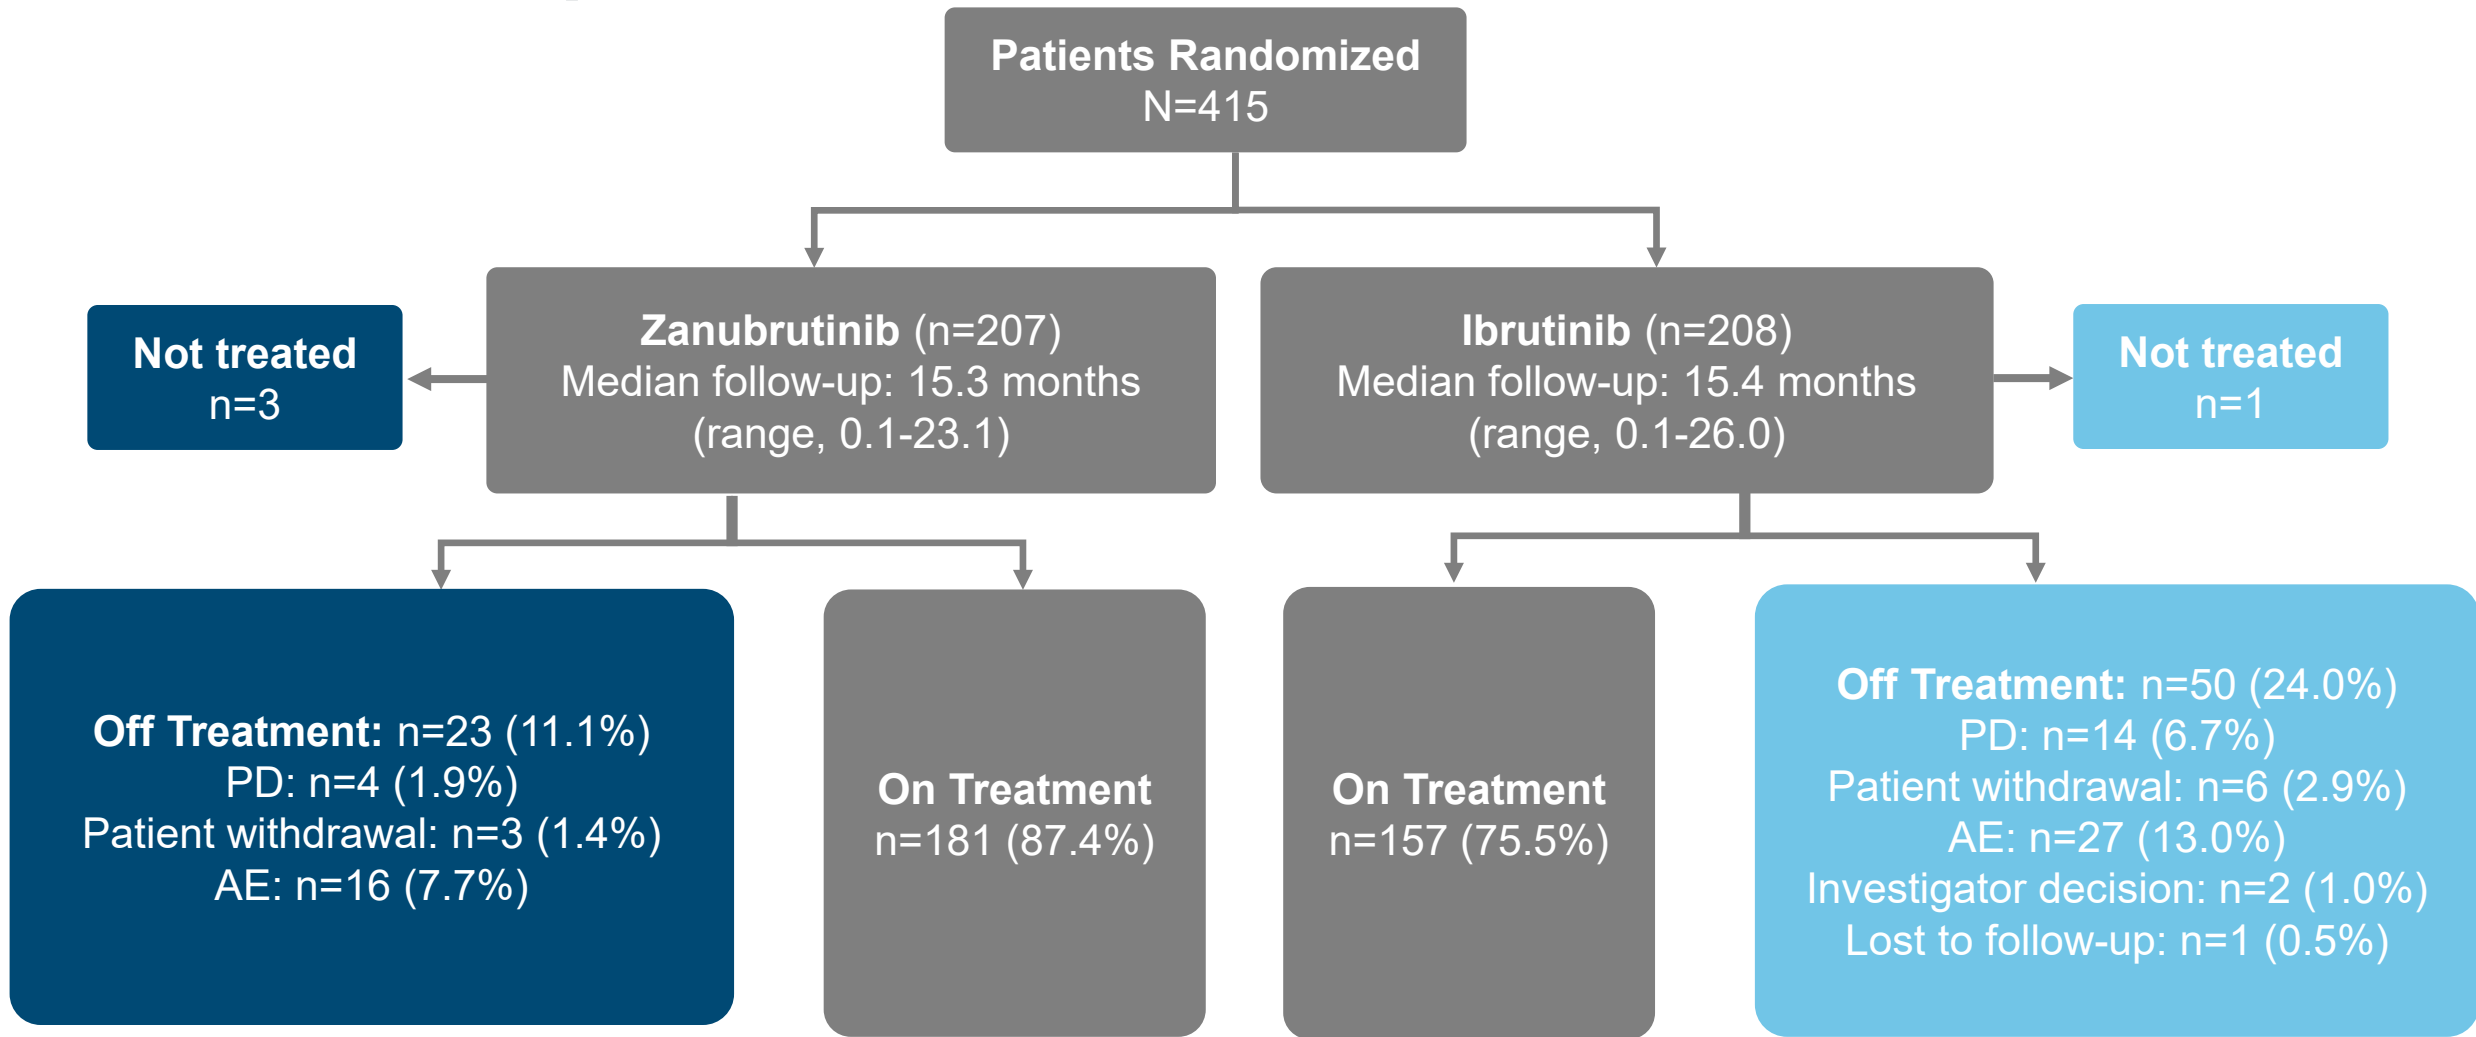 Patients Randomized
N=415
Not treated
n=3
Zanubrutinib (n=207)
Median follow-up: 15.3 months
(range, 0.1-23.1)
Ibrutinib (n=208)
Median follow-up: 15.4 months
(range, 0.1-26.0)
Not treated
n=1
Off Treatment: n=23 (11.1%)
PD: n=4 (1.9%)
Patient withdrawal: n=3 (1.4%)
AE: n=16 (7.7%)
On Treatment
n=181 (87.4%)
On Treatment
n=157 (75.5%)
Off Treatment: n=50 (24.0%)
PD: n=14 (6.7%)
Patient withdrawal: n=6 (2.9%)
AE: n=27 (13.0%)
Investigator decision: n=2 (1.0%)
Lost to follow-up: n=1 (0.5%)